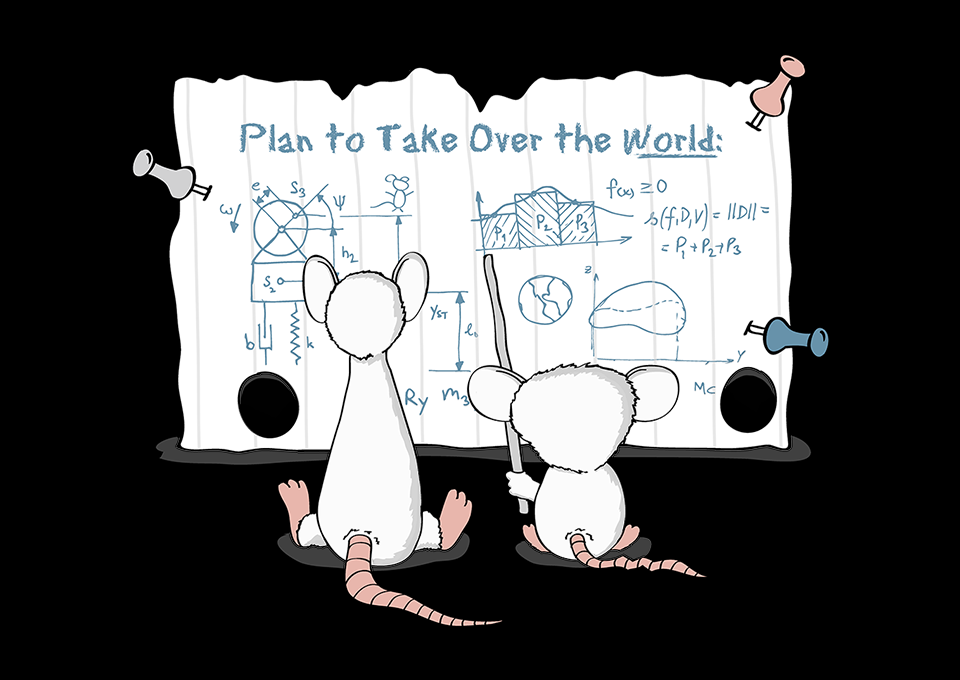 Plan to Take Over the World:
e S3 Ψ
ω
h2
S2
b k
yST
l0
Ry m3
P1 P2 P3
f(x) ≥ 0
s(f,D,V) = ||D|| =
= P1 + P2 + P3
z
y
MC